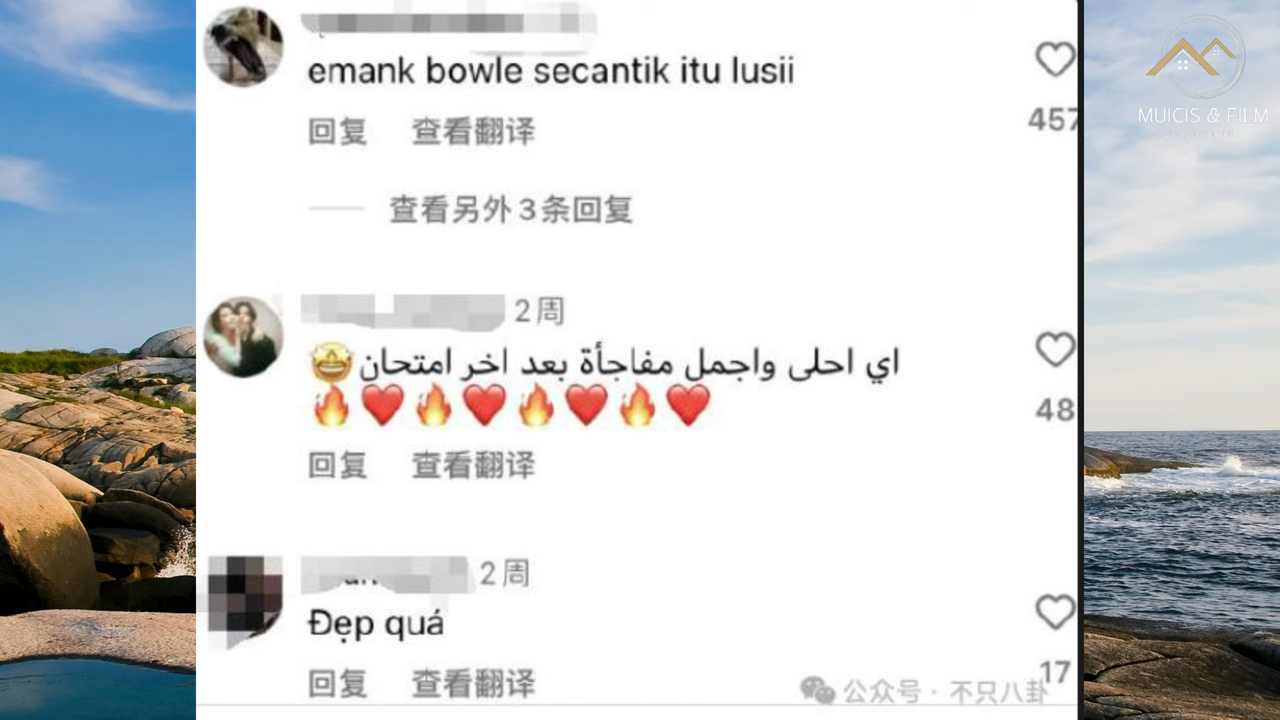 emank bowle secantik itu lusii
回复 查看翻译
457
查看另外3条回复
2周
اي احلى واجمل مفاجأة بعد اخر امتحان🤩
🔥❤️🔥❤️🔥❤️🔥❤️
48
回复 查看翻译
2周
Đẹp quá
17
回复 查看翻译
公众号 · 不只八卦
MUICIS & FILM